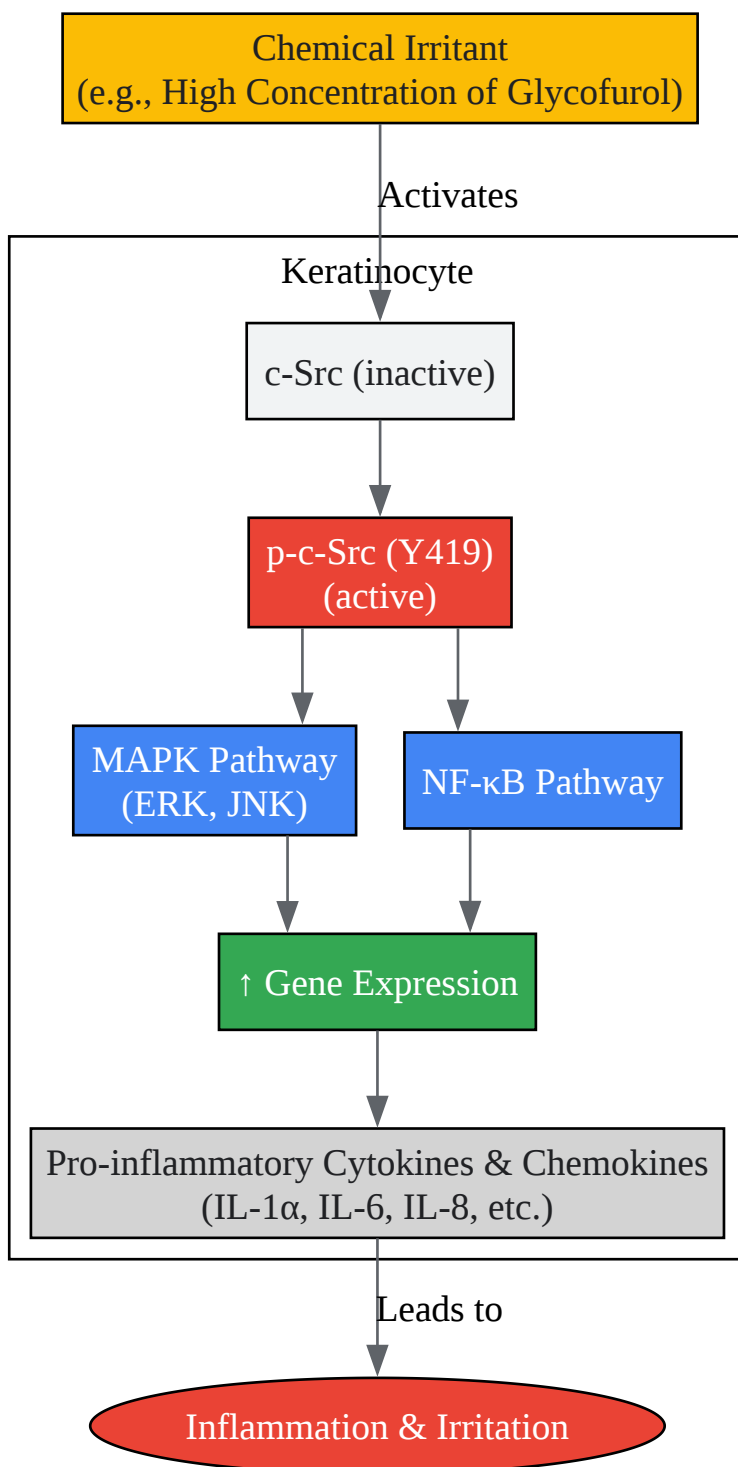 Chemical Irritant
(e.g., High Concentration of Glycofurol)
Activates
Keratinocyte
c-Src (inactive)
p-c-Src (Y419)
(active)
MAPK Pathway
(ERK, JNK)
NF-κB Pathway
↑ Gene Expression
Pro-inflammatory Cytokines & Chemokines
(IL-1α, IL-6, IL-8, etc.)
Leads to
Inflammation & Irritation